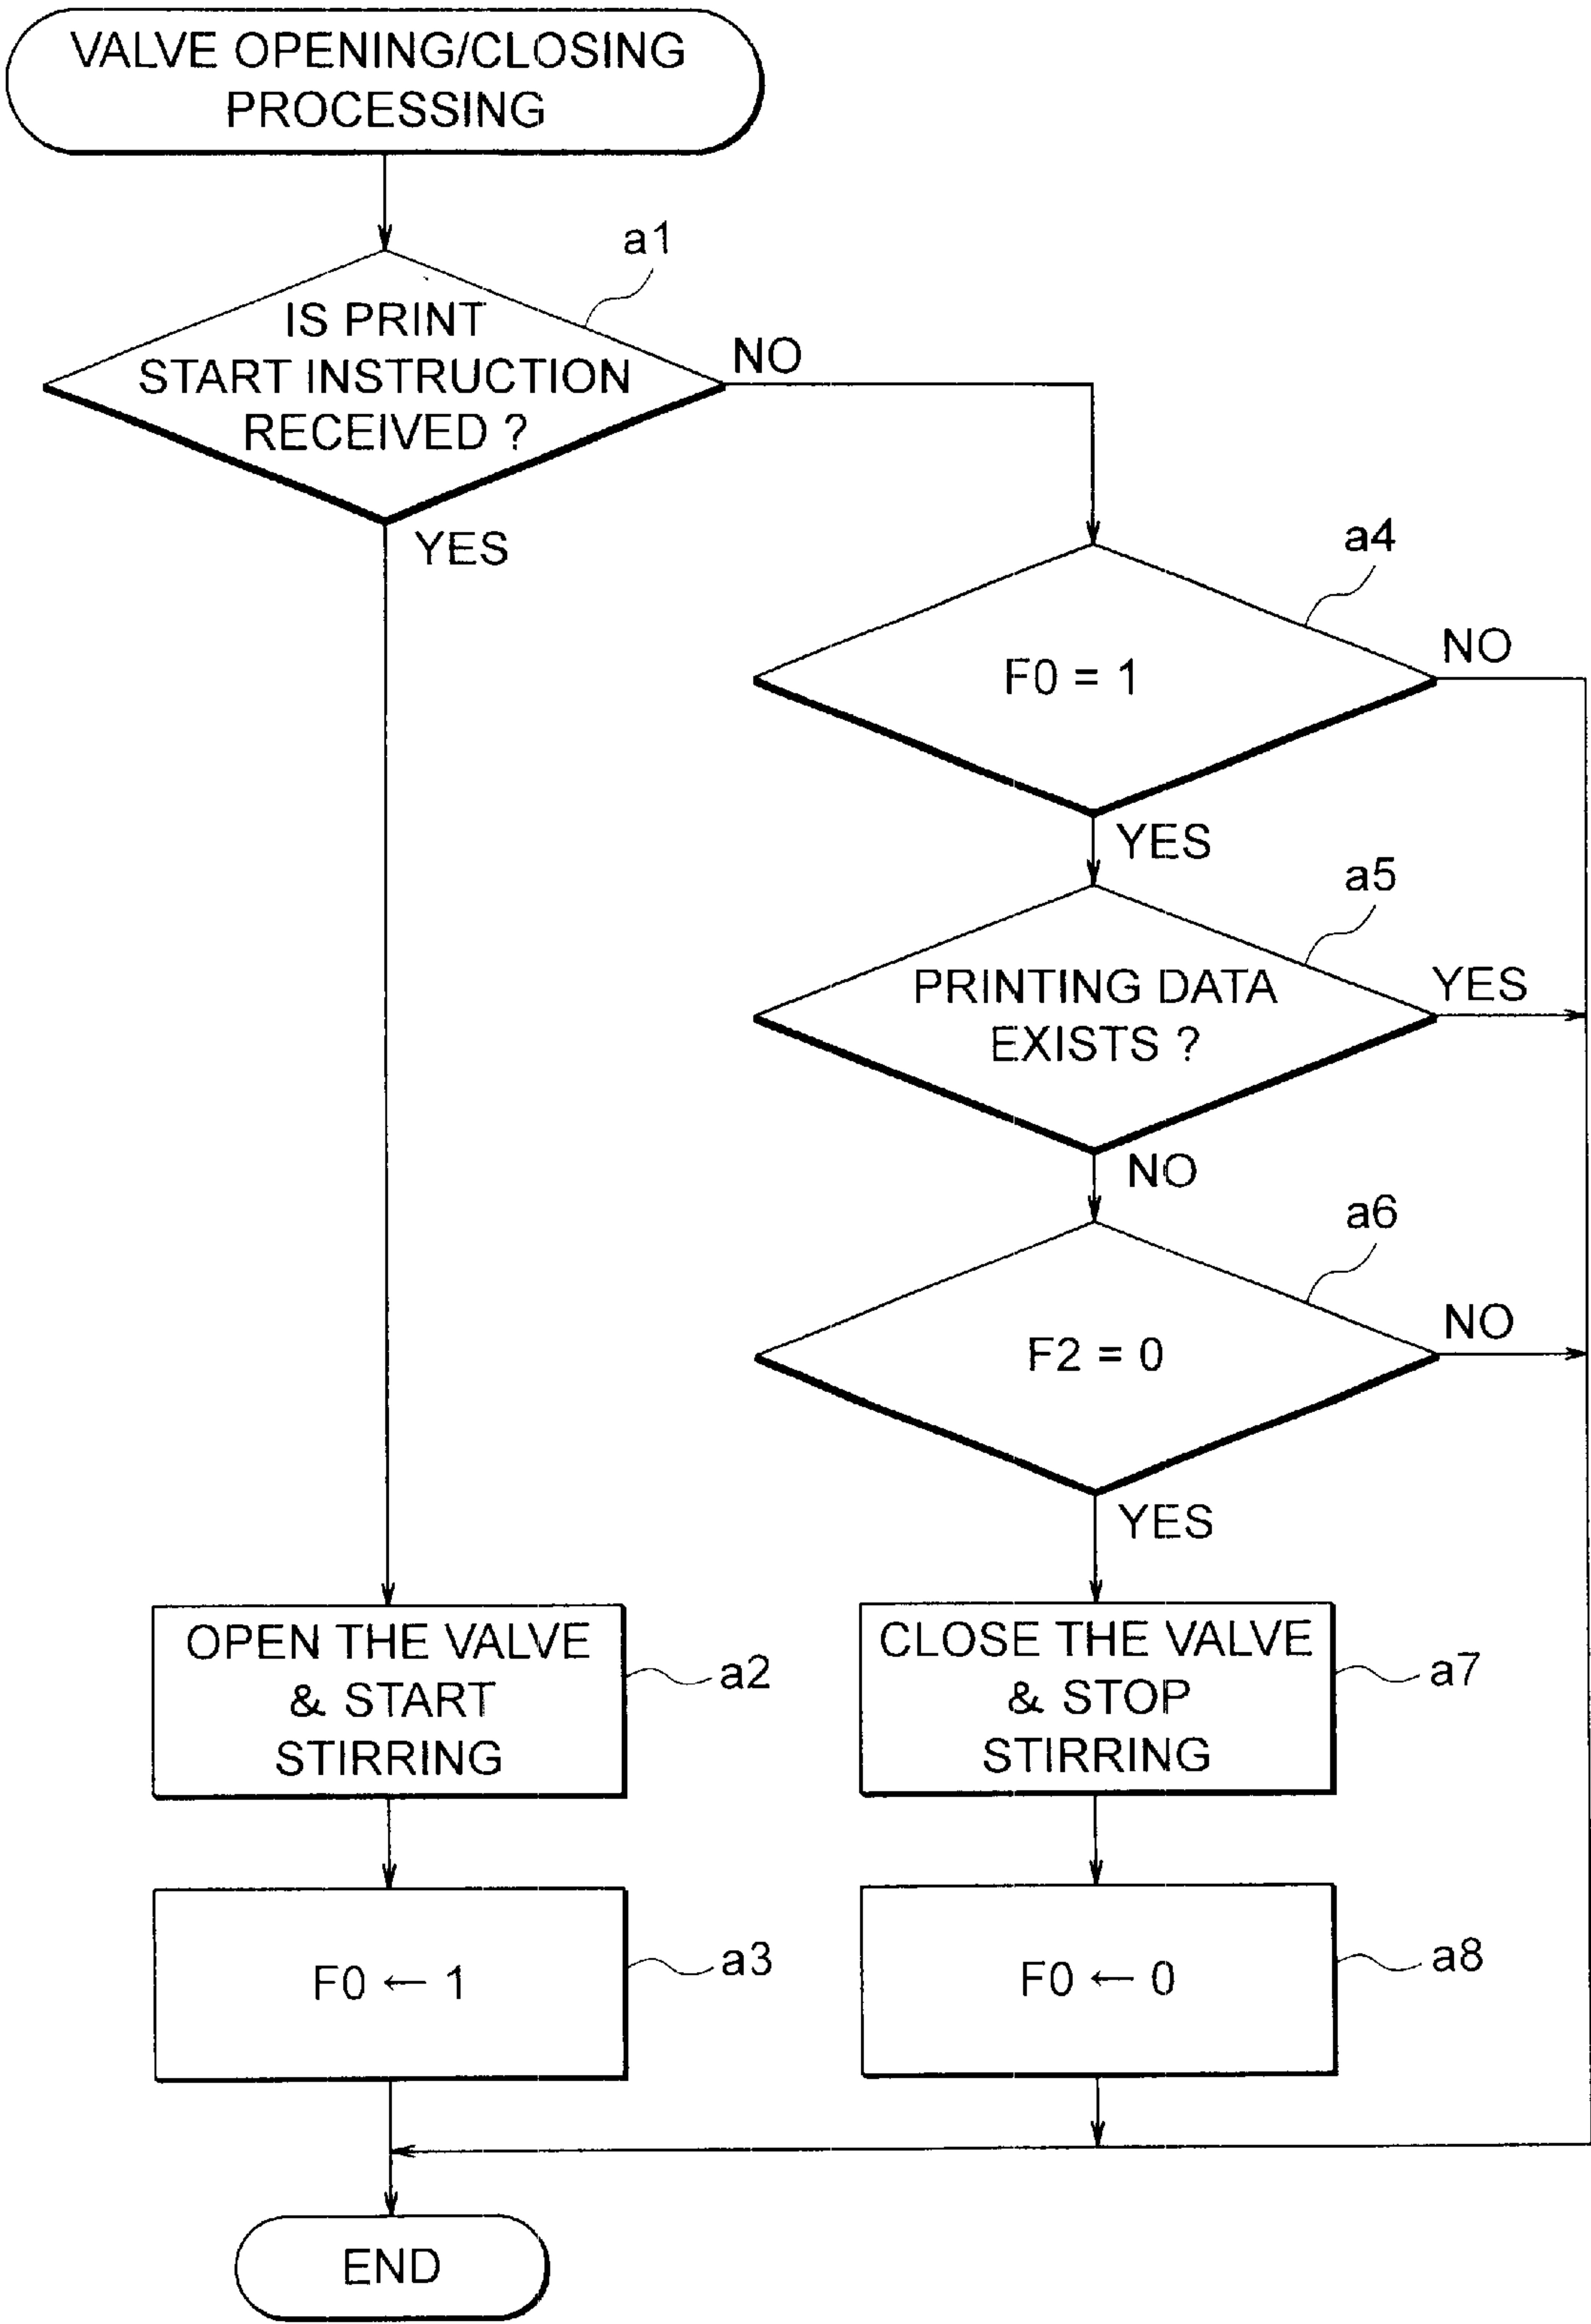 VALVE OPENING/CLOSING
PROCESSING
a1
IS PRINT
START INSTRUCTION
RECEIVED ?
NO
YES
a4
F0 = 1
NO
YES
a5
PRINTING DATA
EXISTS ?
YES
NO
a6
F2 = 0
NO
YES
OPEN THE VALVE
& START
STIRRING
a2
CLOSE THE VALVE
& STOP
STIRRING
a7
F0 ← 1
a3
F0 ← 0
a8
END